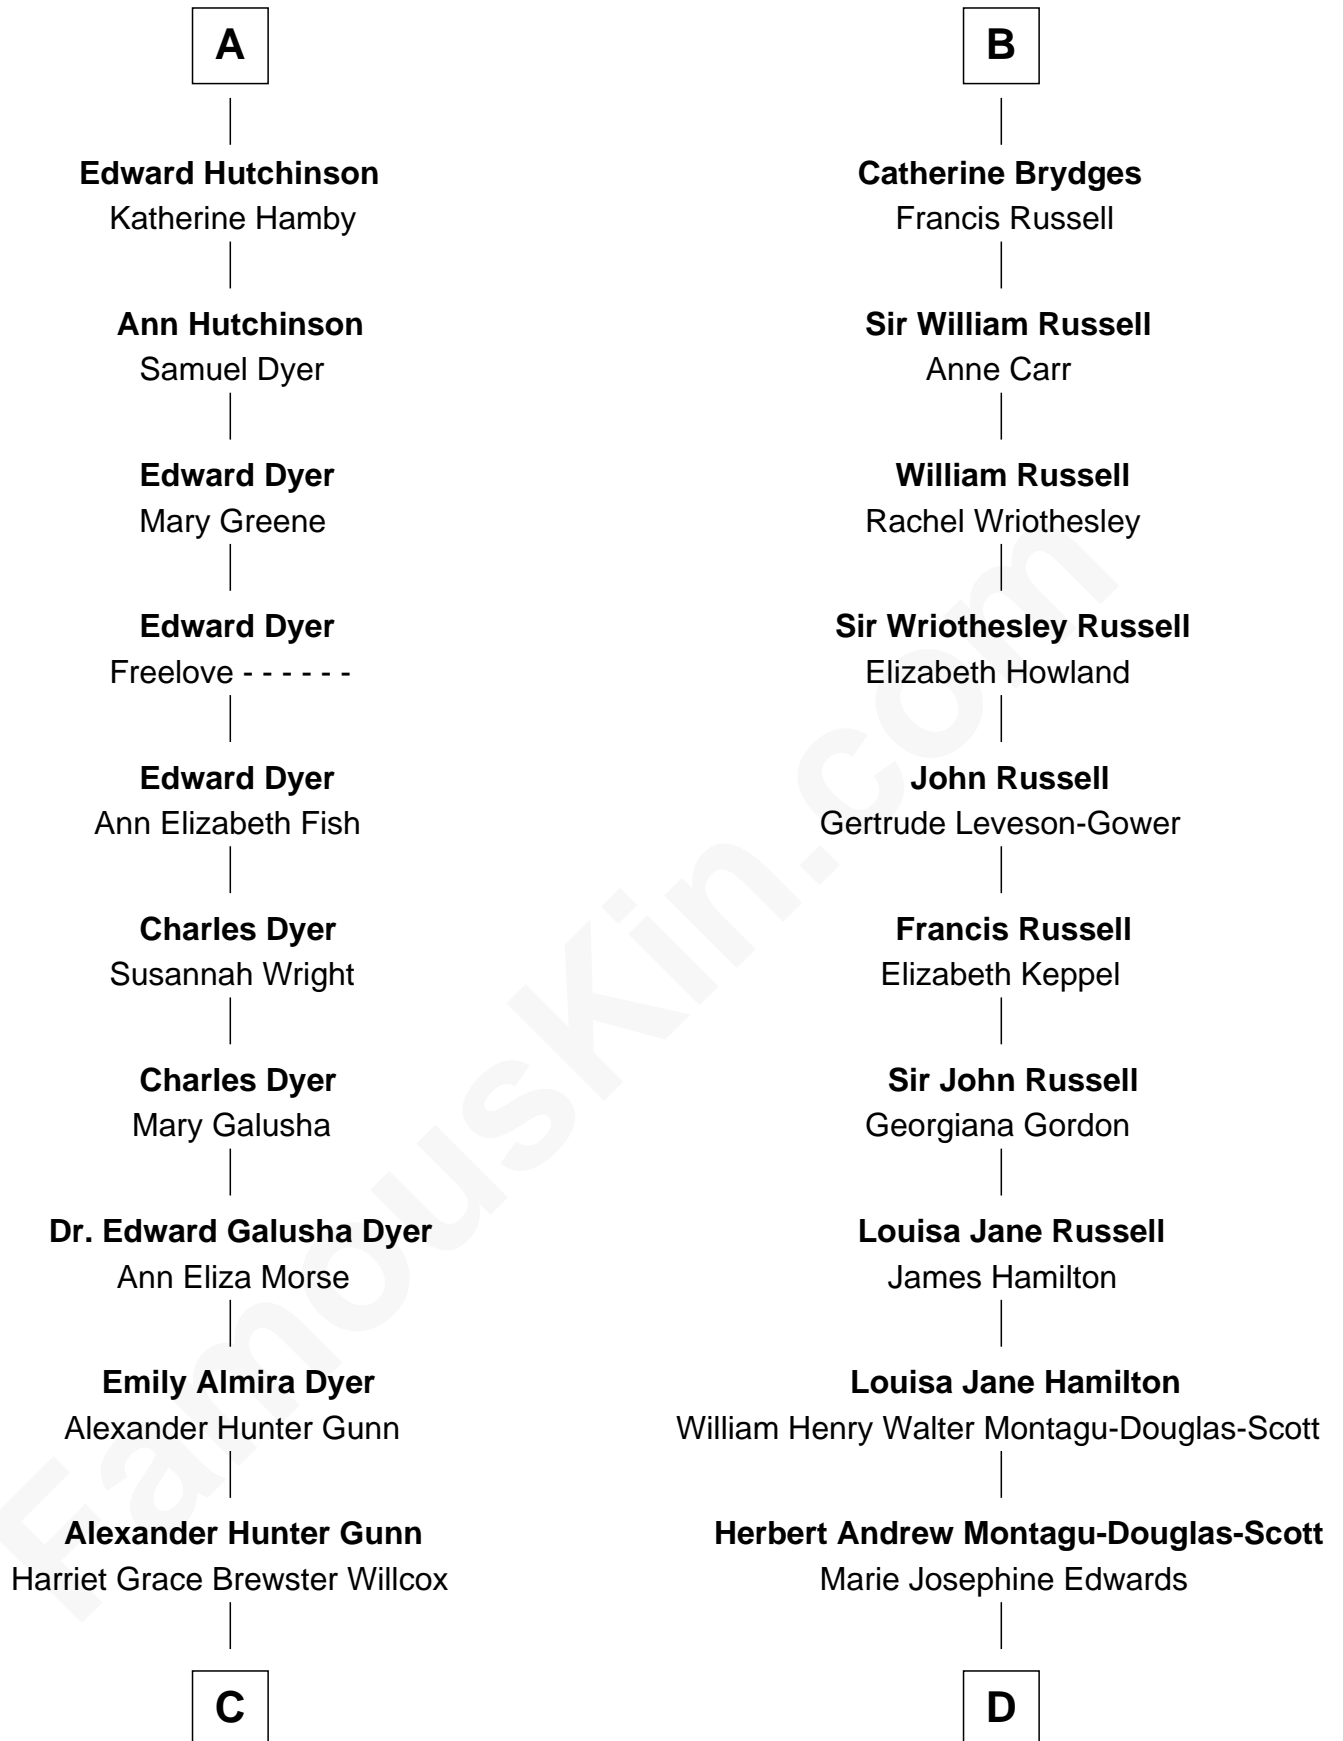 A
Edward Hutchinson
Katherine Hamby
Ann Hutchinson
Samuel Dyer
Edward Dyer
Mary Greene
Edward Dyer
Freelove - - - - - -
Edward Dyer
Ann Elizabeth Fish
Charles Dyer
Susannah Wright
Charles Dyer
Mary Galusha
Dr. Edward Galusha Dyer
Ann Eliza Morse
Emily Almira Dyer
Alexander Hunter Gunn
Alexander Hunter Gunn
Harriet Grace Brewster Willcox
C
B
Catherine Brydges
Francis Russell
Sir William Russell
Anne Carr
William Russell
Rachel Wriothesley
Sir Wriothesley Russell
Elizabeth Howland
John Russell
Gertrude Leveson-Gower
Francis Russell
Elizabeth Keppel
Sir John Russell
Georgiana Gordon
Louisa Jane Russell
James Hamilton
Louisa Jane Hamilton
William Henry Walter Montagu-Douglas-Scott
Herbert Andrew Montagu-Douglas-Scott
Marie Josephine Edwards
D
FamousKin.com